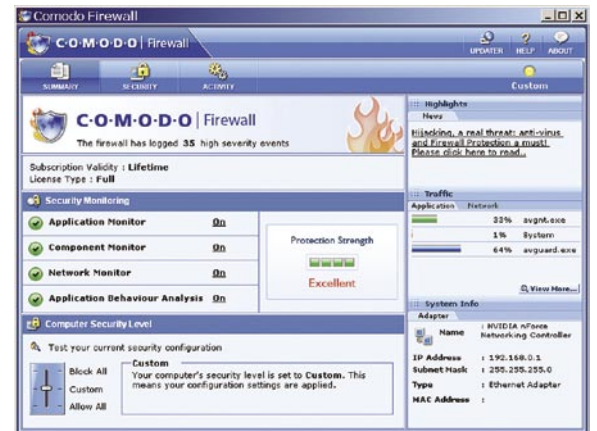 Comodo Firewall
C·O·M·O·D·O | Firewall
UPDATER HELP ABOUT
SUMMARY SECURITY ACTIVITY
Custom
C·O·M·O·D·O | Firewall
The firewall has logged 35 high severity events
Subscription Validity : Lifetime
License Type : Full
Security Monitoring
Application Monitor On
Component Monitor On
Network Monitor On
Application Behaviour Analysis On
Protection Strength
Excellent
Computer Security Level
Test your current security configuration
Block All
Custom
Allow All
Custom
Your computer's security level is set to Custom. This
means your configuration settings are applied.
Highlights
News
Hijacking, a real threat: anti-virus
and Firewall Protection a must!
Please click here to read..
Traffic
Application Network
33% avgnt.exe
1% System
64% avguard.exe
View More...
System Info
Adapter
Name : NVIDIA nForce
Networking Controller
IP Address : 192.168.0.1
Subnet Mask : 255.255.255.0
Type : Ethernet Adapter
MAC Address :